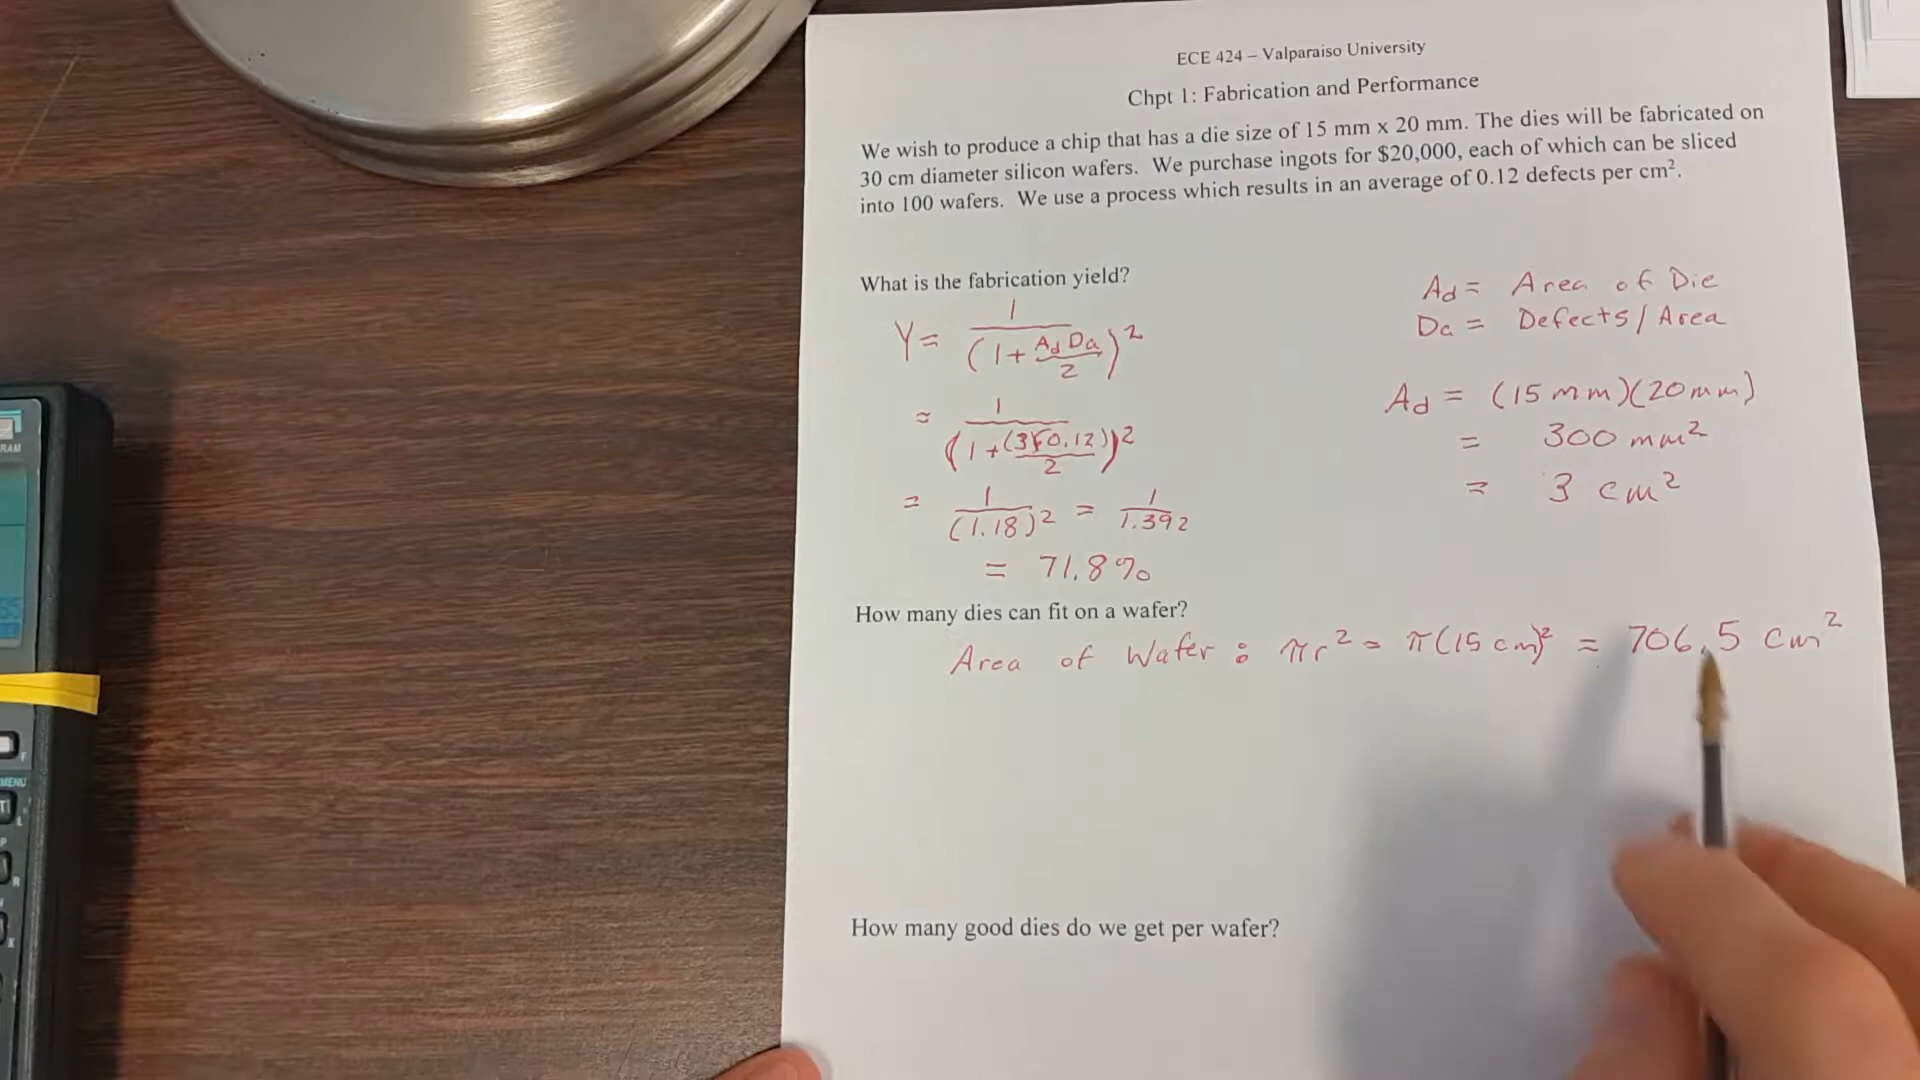 ECE 424 – Valparaiso University
Chpt 1: Fabrication and Performance
We wish to produce a chip that has a die size of 15 mm x 20 mm. The dies will be fabricated on
30 cm diameter silicon wafers. We purchase ingots for $20,000, each of which can be sliced
into 100 wafers. We use a process which results in an average of 0.12 defects per cm².
What is the fabrication yield?
Y = 1 / (1 + Ad Da / 2)²
= 1 / (1 + (3)(0.12) / 2)²
= 1 / (1.18)² = 1 / 1.392
= 71.8%
Ad = Area of Die
Da = Defects / Area
Ad = (15 mm)(20 mm)
= 300 mm²
= 3 cm²
How many dies can fit on a wafer?
Area of Wafer : πr² = π(15 cm)² = 706.5 cm²
How many good dies do we get per wafer?
RAM
MENU